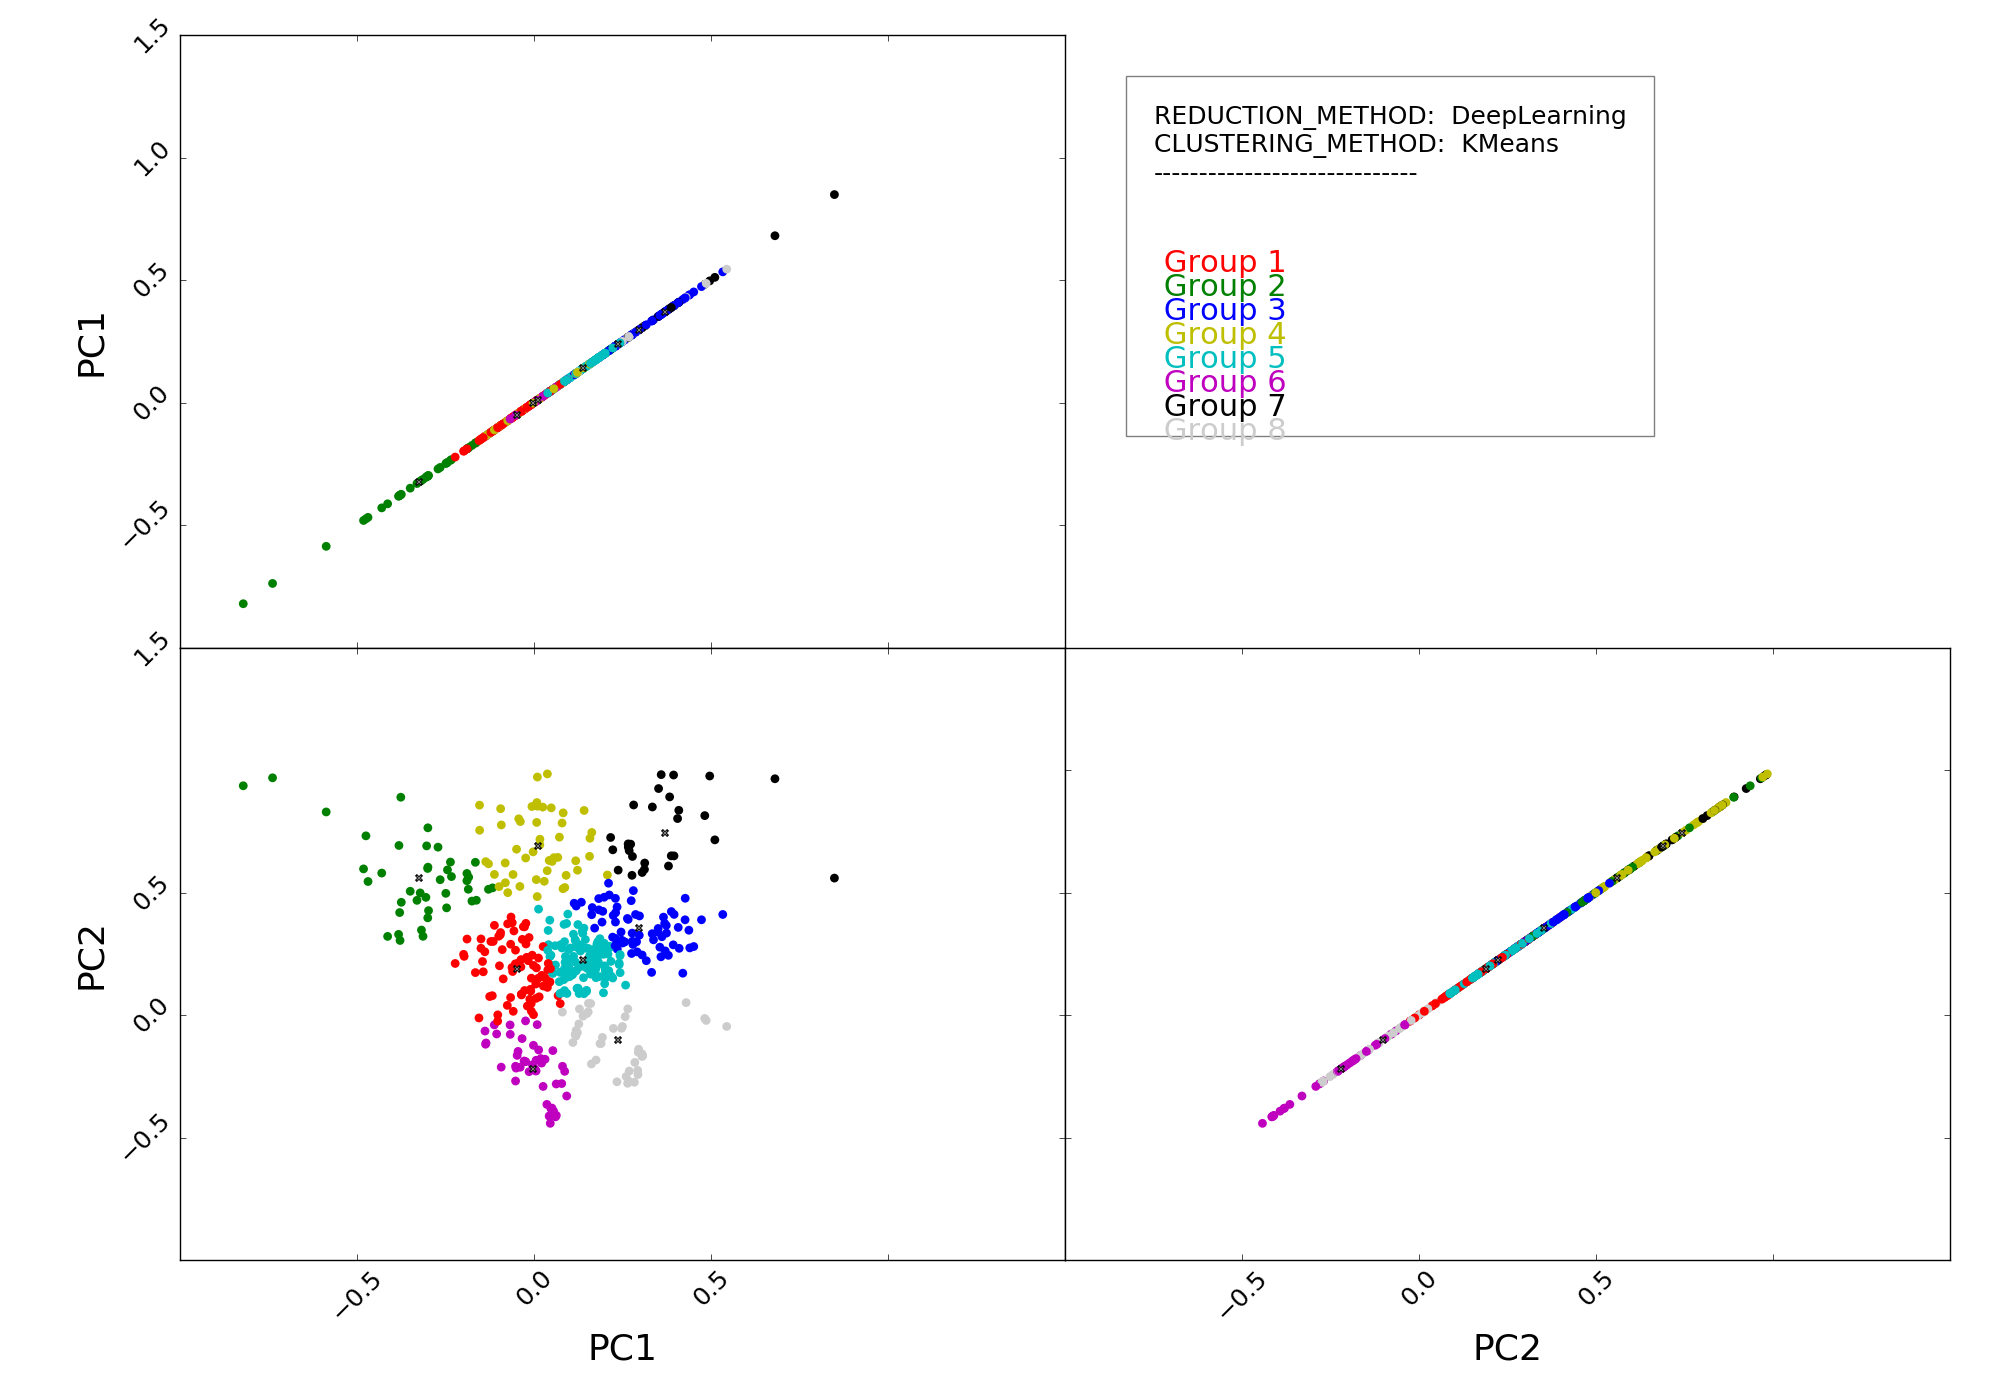 1.5
1.0
0.5
0.0
−0.5
PC1
REDUCTION_METHOD:  DeepLearning
CLUSTERING_METHOD:  KMeans
-----------------------------
Group 1
Group 2
Group 3
Group 4
Group 5
Group 6
Group 7
Group 8
1.5
0.5
0.0
−0.5
PC2
−0.5
0.0
0.5
PC1
−0.5
0.0
0.5
PC2